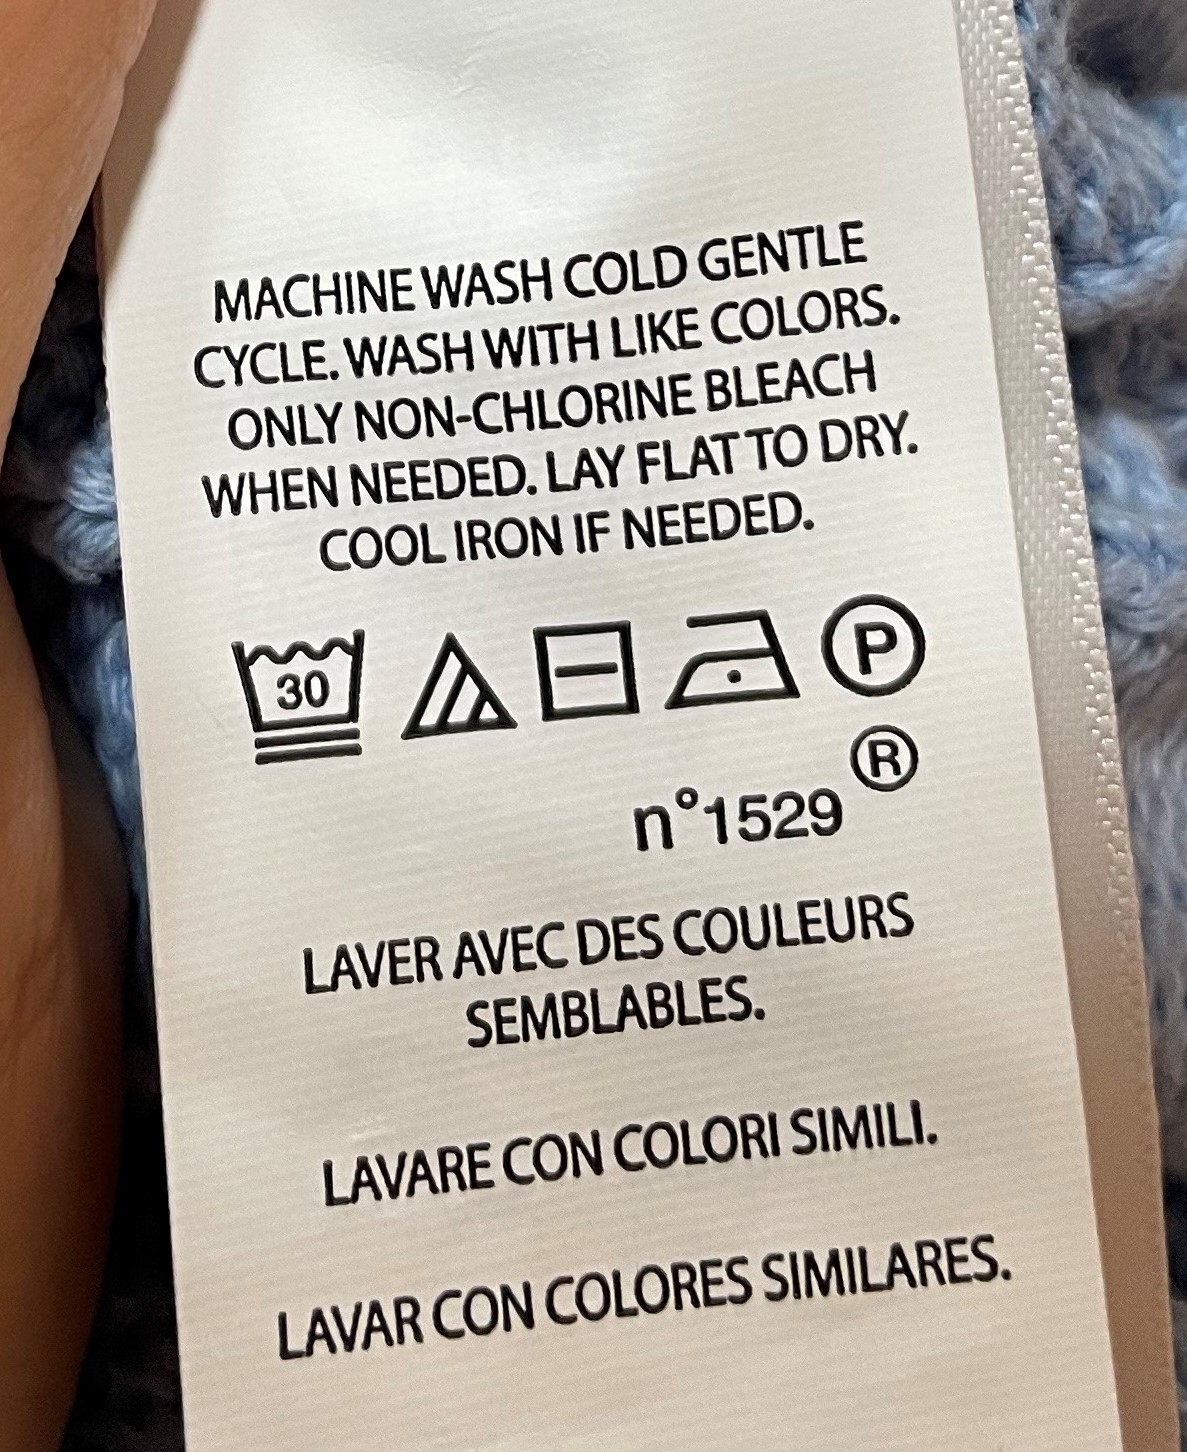 MACHINE WASH COLD GENTLE
CYCLE. WASH WITH LIKE COLORS.
ONLY NON-CHLORINE BLEACH
WHEN NEEDED. LAY FLAT TO DRY.
COOL IRON IF NEEDED.
30 P
®
n°1529
LAVER AVEC DES COULEURS
SEMBLABLES.
LAVARE CON COLORI SIMILI.
LAVAR CON COLORES SIMILARES.